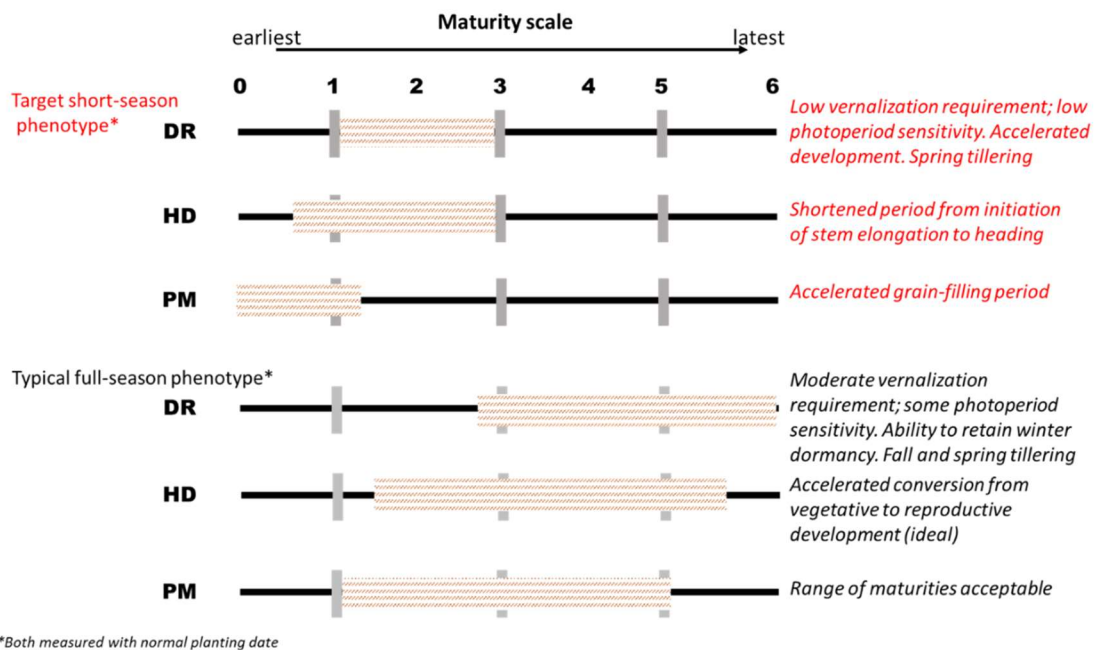 Maturity scale
earliest
latest
0 1 2 3 4 5 6
Target short-season
phenotype*
DR
Low vernalization requirement; low
photoperiod sensitivity. Accelerated
development. Spring tillering
HD
Shortened period from initiation
of stem elongation to heading
PM
Accelerated grain-filling period
Typical full-season phenotype*
DR
Moderate vernalization
requirement; some photoperiod
sensitivity. Ability to retain winter
dormancy. Fall and spring tillering
HD
Accelerated conversion from
vegetative to reproductive
development (ideal)
PM
Range of maturities acceptable
*Both measured with normal planting date